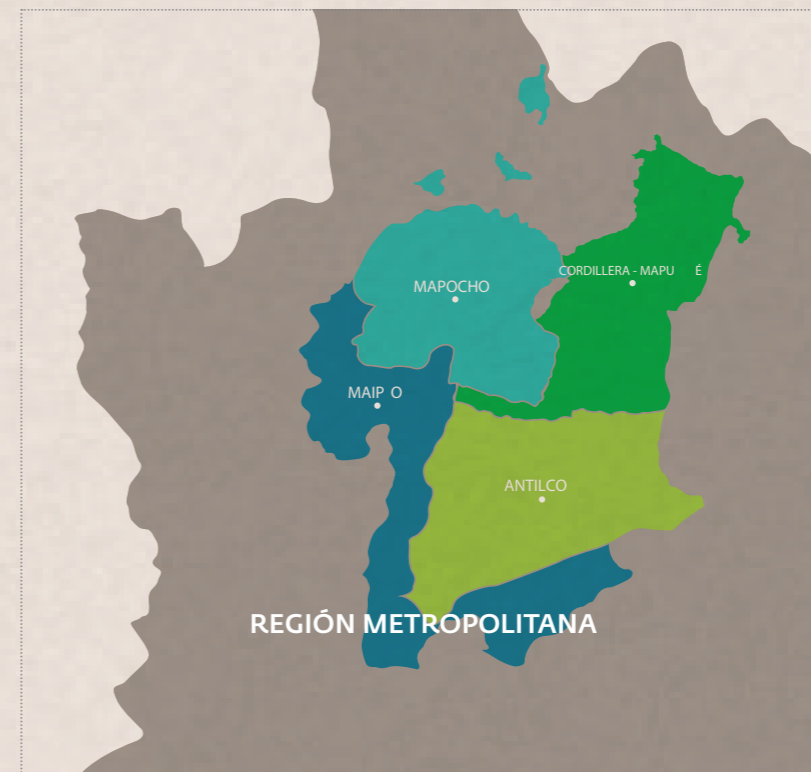 CORDILLERA - MAPU É
MAPOCHO
MAIP O
ANTILCO
REGIÓN METROPOLITANA